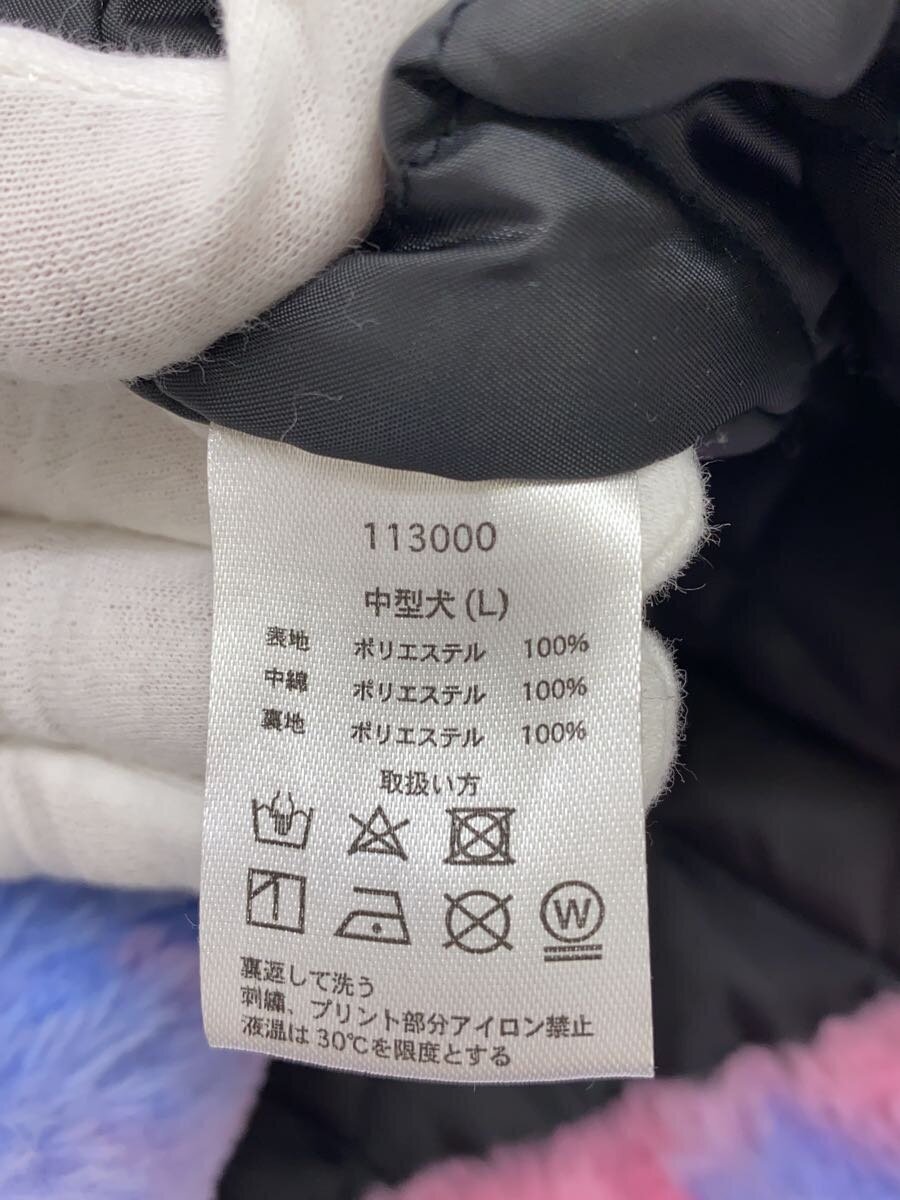 113000
中型犬 (L)
表地 ポリエステル 100%
中綿 ポリエステル 100%
裏地 ポリエステル 100%
取扱い方
W
裏返して洗う
刺繍、プリント部分アイロン禁止
液温は 30℃を限度とする